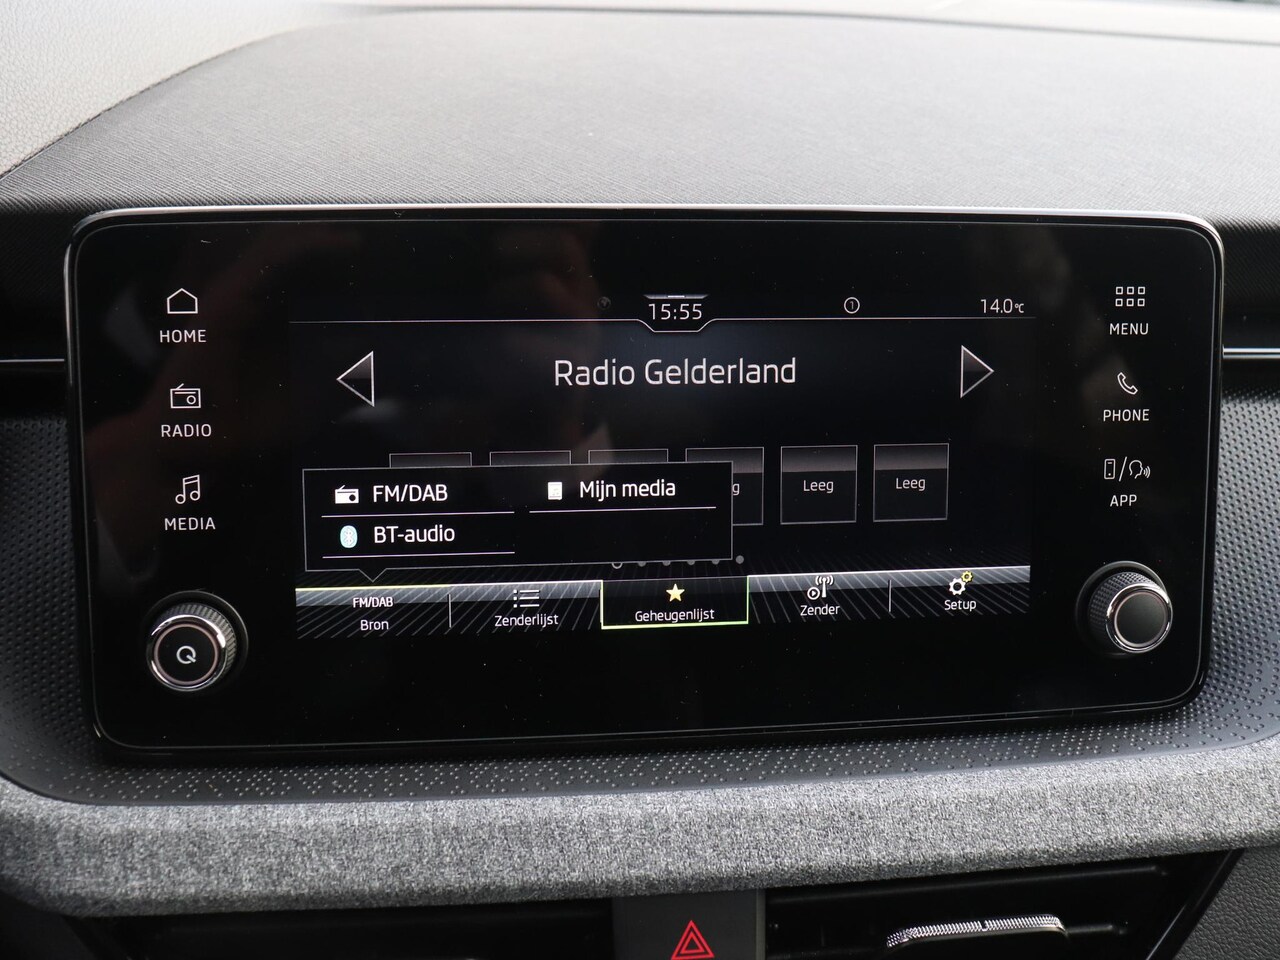 HOME
RADIO
MEDIA
15:55
1
14.0°C
Radio Gelderland
Leeg
Leeg
FM/DAB
Mijn media
BT-audio
FM/DAB
Bron
Zenderlijst
Geheugenlijst
Zender
Setup
MENU
PHONE
APP